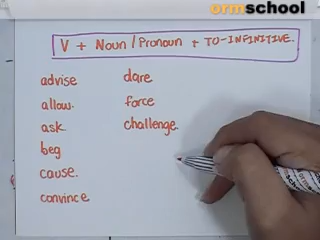 ormschool
V + Noun/Pronoun + TO-INFINITIVE.
advise
allow.
ask
beg
cause.
convince
dare
force
challenge.